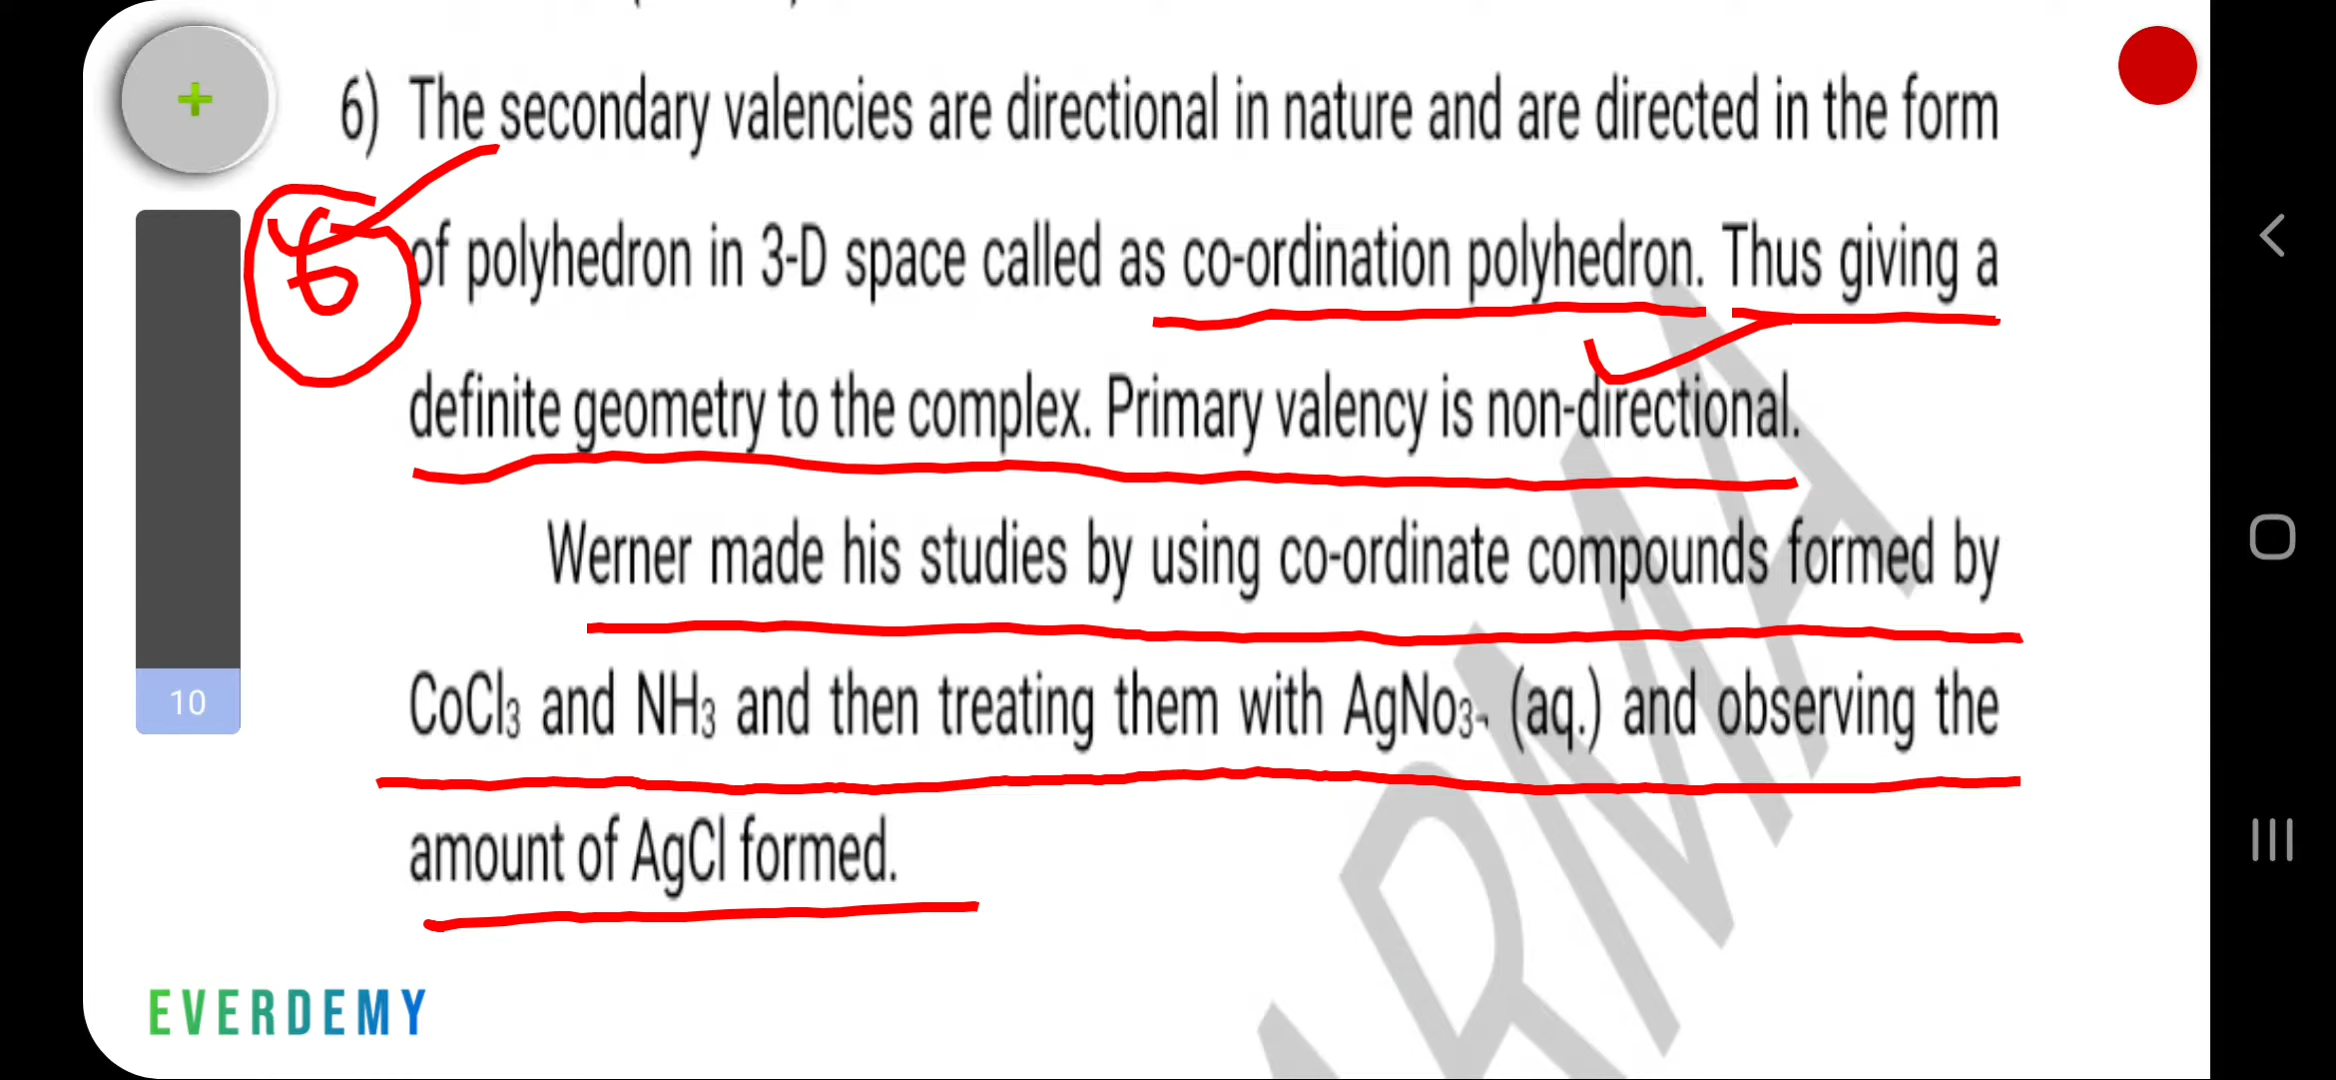 6) The secondary valencies are directional in nature and are directed in the form
of polyhedron in 3-D space called as co-ordination polyhedron. Thus giving a
definite geometry to the complex. Primary valency is non-directional.
Werner made his studies by using co-ordinate compounds formed by
CoCl₃ and NH₃ and then treating them with AgNo₃- (aq.) and observing the
amount of AgCl formed.
10
EVERDEMY